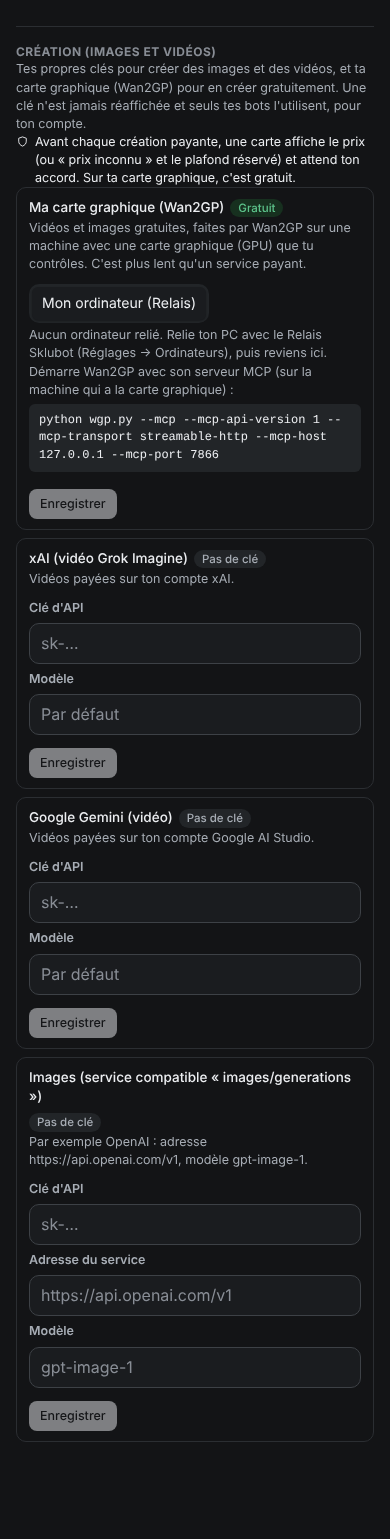 CRÉATION (IMAGES ET VIDÉOS)
Tes propres clés pour créer des images et des vidéos, et ta
carte graphique (Wan2GP) pour en créer gratuitement. Une
clé n'est jamais réaffichée et seuls tes bots l'utilisent, pour
ton compte.
Avant chaque création payante, une carte affiche le prix
(ou « prix inconnu » et le plafond réservé) et attend ton
accord. Sur ta carte graphique, c'est gratuit.
Ma carte graphique (Wan2GP) Gratuit
Vidéos et images gratuites, faites par Wan2GP sur une
machine avec une carte graphique (GPU) que tu
contrôles. C'est plus lent qu'un service payant.
Mon ordinateur (Relais)
Aucun ordinateur relié. Relie ton PC avec le Relais
Sklubot (Réglages → Ordinateurs), puis reviens ici.
Démarre Wan2GP avec son serveur MCP (sur la
machine qui a la carte graphique) :
python wgp.py --mcp --mcp-api-version 1 --
mcp-transport streamable-http --mcp-host
127.0.0.1 --mcp-port 7866
Enregistrer
xAI (vidéo Grok Imagine) Pas de clé
Vidéos payées sur ton compte xAI.
Clé d'API
sk-...
Modèle
Par défaut
Enregistrer
Google Gemini (vidéo) Pas de clé
Vidéos payées sur ton compte Google AI Studio.
Clé d'API
sk-...
Modèle
Par défaut
Enregistrer
Images (service compatible « images/generations
»)
Pas de clé
Par exemple OpenAI : adresse
https://api.openai.com/v1, modèle gpt-image-1.
Clé d'API
sk-...
Adresse du service
https://api.openai.com/v1
Modèle
gpt-image-1
Enregistrer